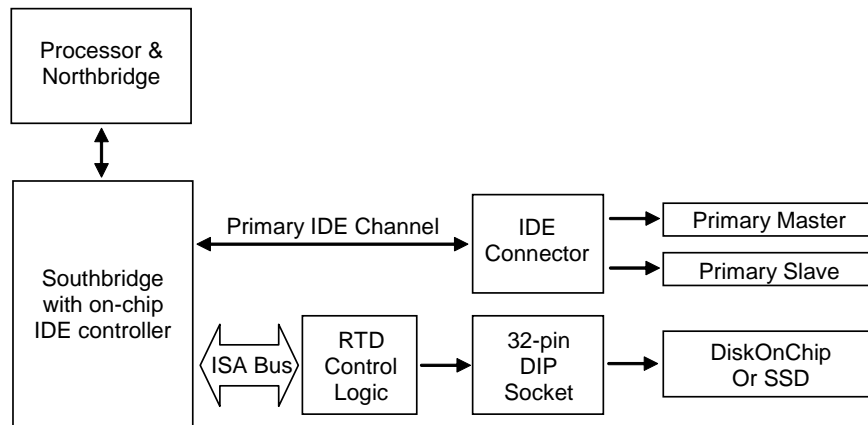 Processor &
Northbridge
Primary IDE Channel
IDE
Connector
Primary Master
Primary Slave
Southbridge
with on-chip
IDE controller
ISA Bus
RTD
Control
Logic
32-pin
DIP
Socket
DiskOnChip
Or SSD